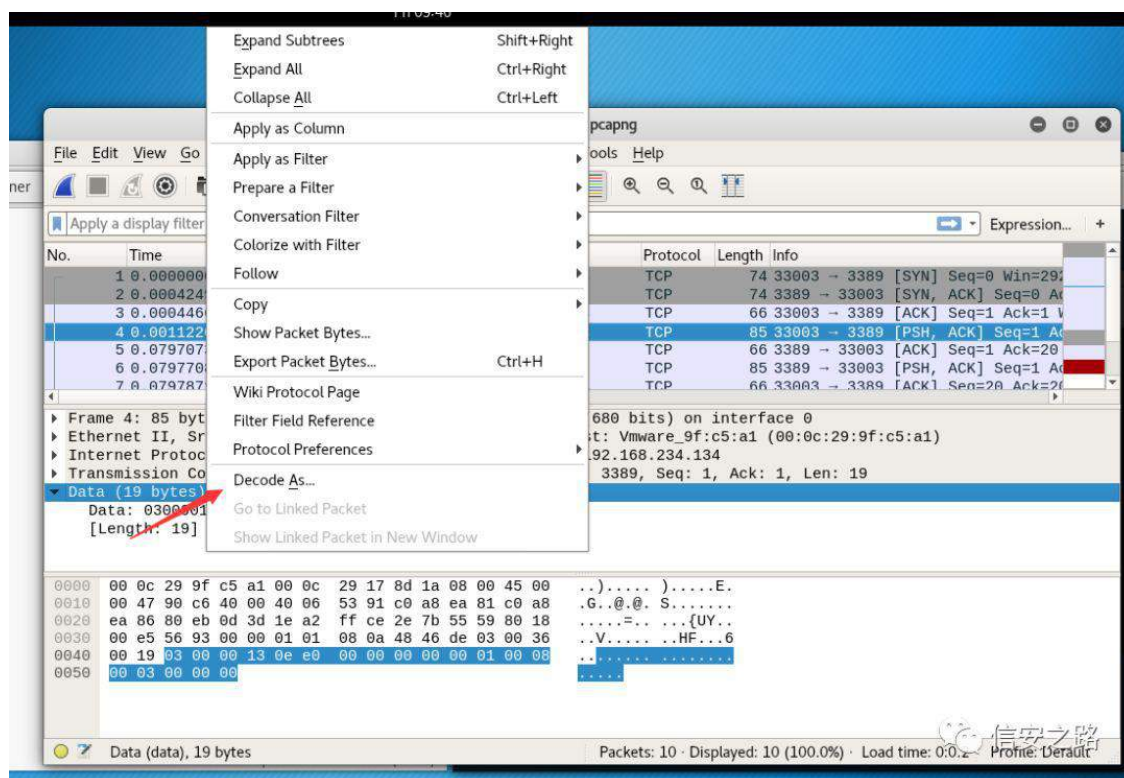 Fri 09:46
Expand Subtrees Shift+Right
Expand All Ctrl+Right
Collapse All Ctrl+Left
Apply as Column
Apply as Filter
Prepare a Filter
Conversation Filter
Colorize with Filter
Follow
Copy
Show Packet Bytes...
Export Packet Bytes... Ctrl+H
Wiki Protocol Page
Filter Field Reference
Protocol Preferences
Decode As...
Go to Linked Packet
Show Linked Packet in New Window
pcapng
File Edit View Go ools Help
ner
Apply a display filter Expression... +
No. Time Protocol Length Info
1 0.0000000 TCP 74 33003 → 3389 [SYN] Seq=0 Win=292
2 0.000424 TCP 74 3389 → 33003 [SYN, ACK] Seq=0 Ac
3 0.000446 TCP 66 33003 → 3389 [ACK] Seq=1 Ack=1 W
4 0.001122 TCP 85 33003 → 3389 [PSH, ACK] Seq=1 Ac
5 0.079707 TCP 66 3389 → 33003 [ACK] Seq=1 Ack=20
6 0.079770 TCP 85 3389 → 33003 [PSH, ACK] Seq=1 Ac
7 0.079787 TCP 66 33003 → 3389 [ACK] Seq=20 Ack=20
Frame 4: 85 byt 680 bits) on interface 0
Ethernet II, Sr st: Vmware_9f:c5:a1 (00:0c:29:9f:c5:a1)
Internet Protoc 92.168.234.134
Transmission Co 3389, Seq: 1, Ack: 1, Len: 19
Data (19 bytes)
Data: 0300001
[Length: 19]
0000 00 0c 29 9f c5 a1 00 0c 29 17 8d 1a 08 00 45 00 ..)..... ).....E.
0010 00 47 90 c6 40 00 40 06 53 91 c0 a8 ea 81 c0 a8 .G..@.@. S.......
0020 ea 86 80 eb 0d 3d 1e a2 ff ce 2e 7b 55 59 80 18 .....=.. ...{UY..
0030 00 e5 56 93 00 00 01 01 08 0a 48 46 de 03 00 36 ..V..... ..HF...6
0040 00 19 03 00 00 13 0e e0 00 00 00 00 00 01 00 08 ........ ........
0050 00 03 00 00 00 .....
信安之路
Data (data), 19 bytes Packets: 10 · Displayed: 10 (100.0%) · Load time: 0:0. Profile: Default